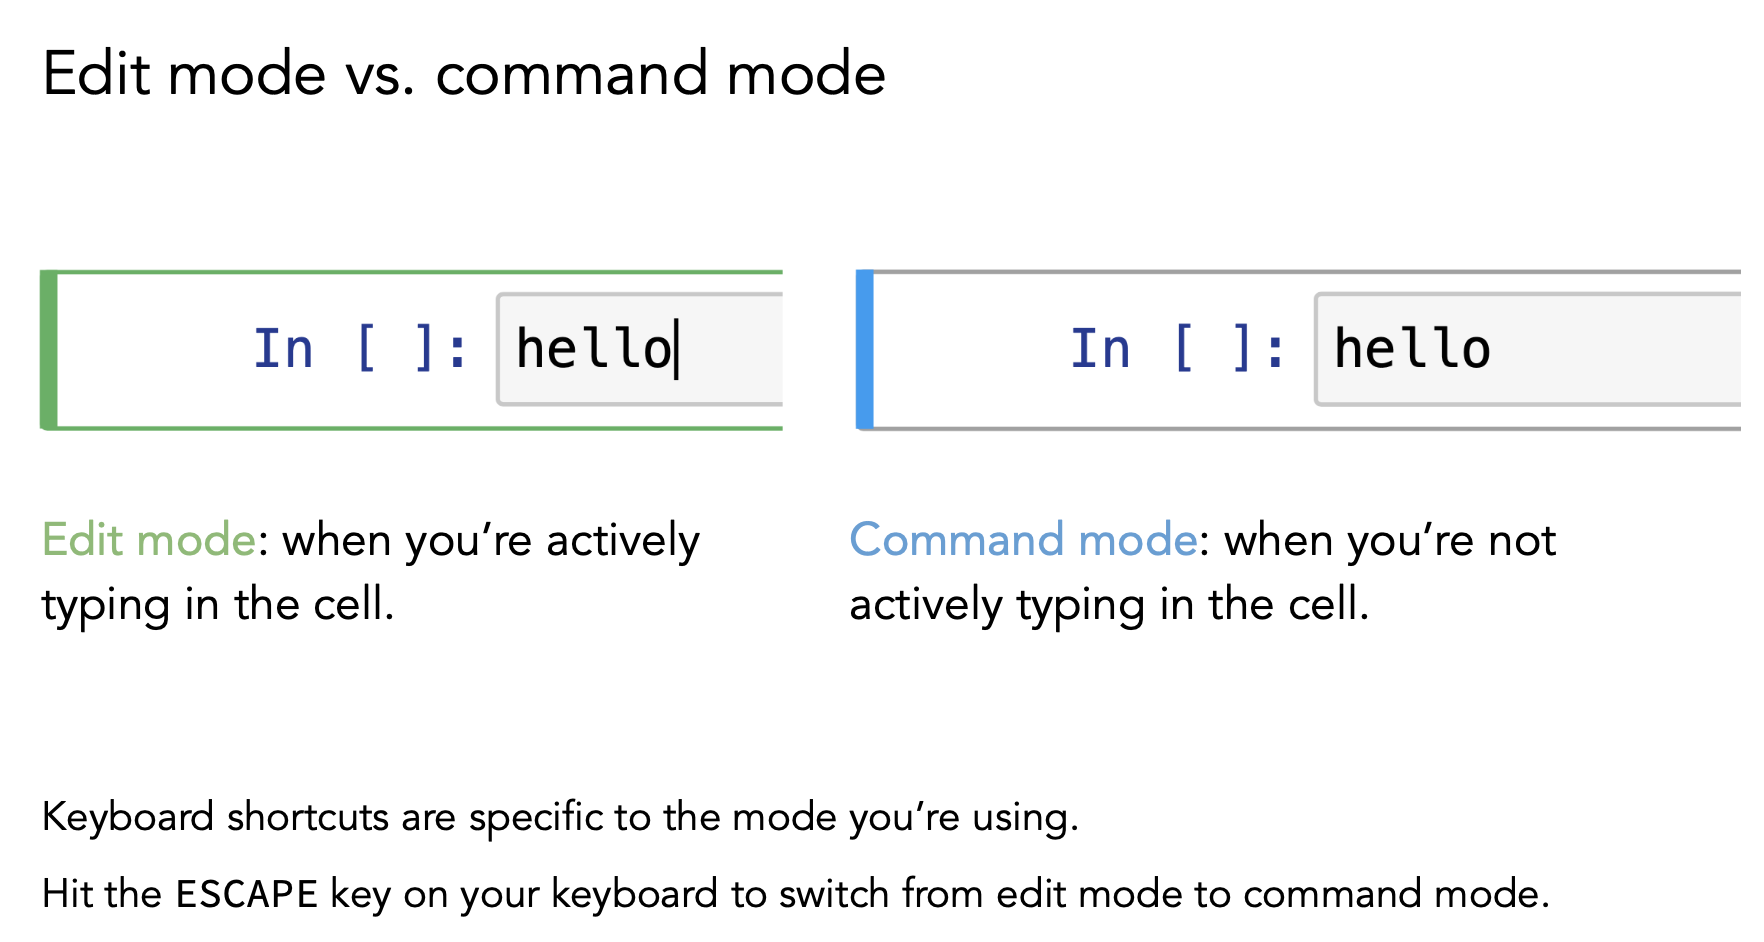 Edit mode vs. command mode
In [ ]: hello
In [ ]: hello
Edit mode: when you’re actively
typing in the cell.
Command mode: when you’re not
actively typing in the cell.
Keyboard shortcuts are specific to the mode you’re using.
Hit the ESCAPE key on your keyboard to switch from edit mode to command mode.